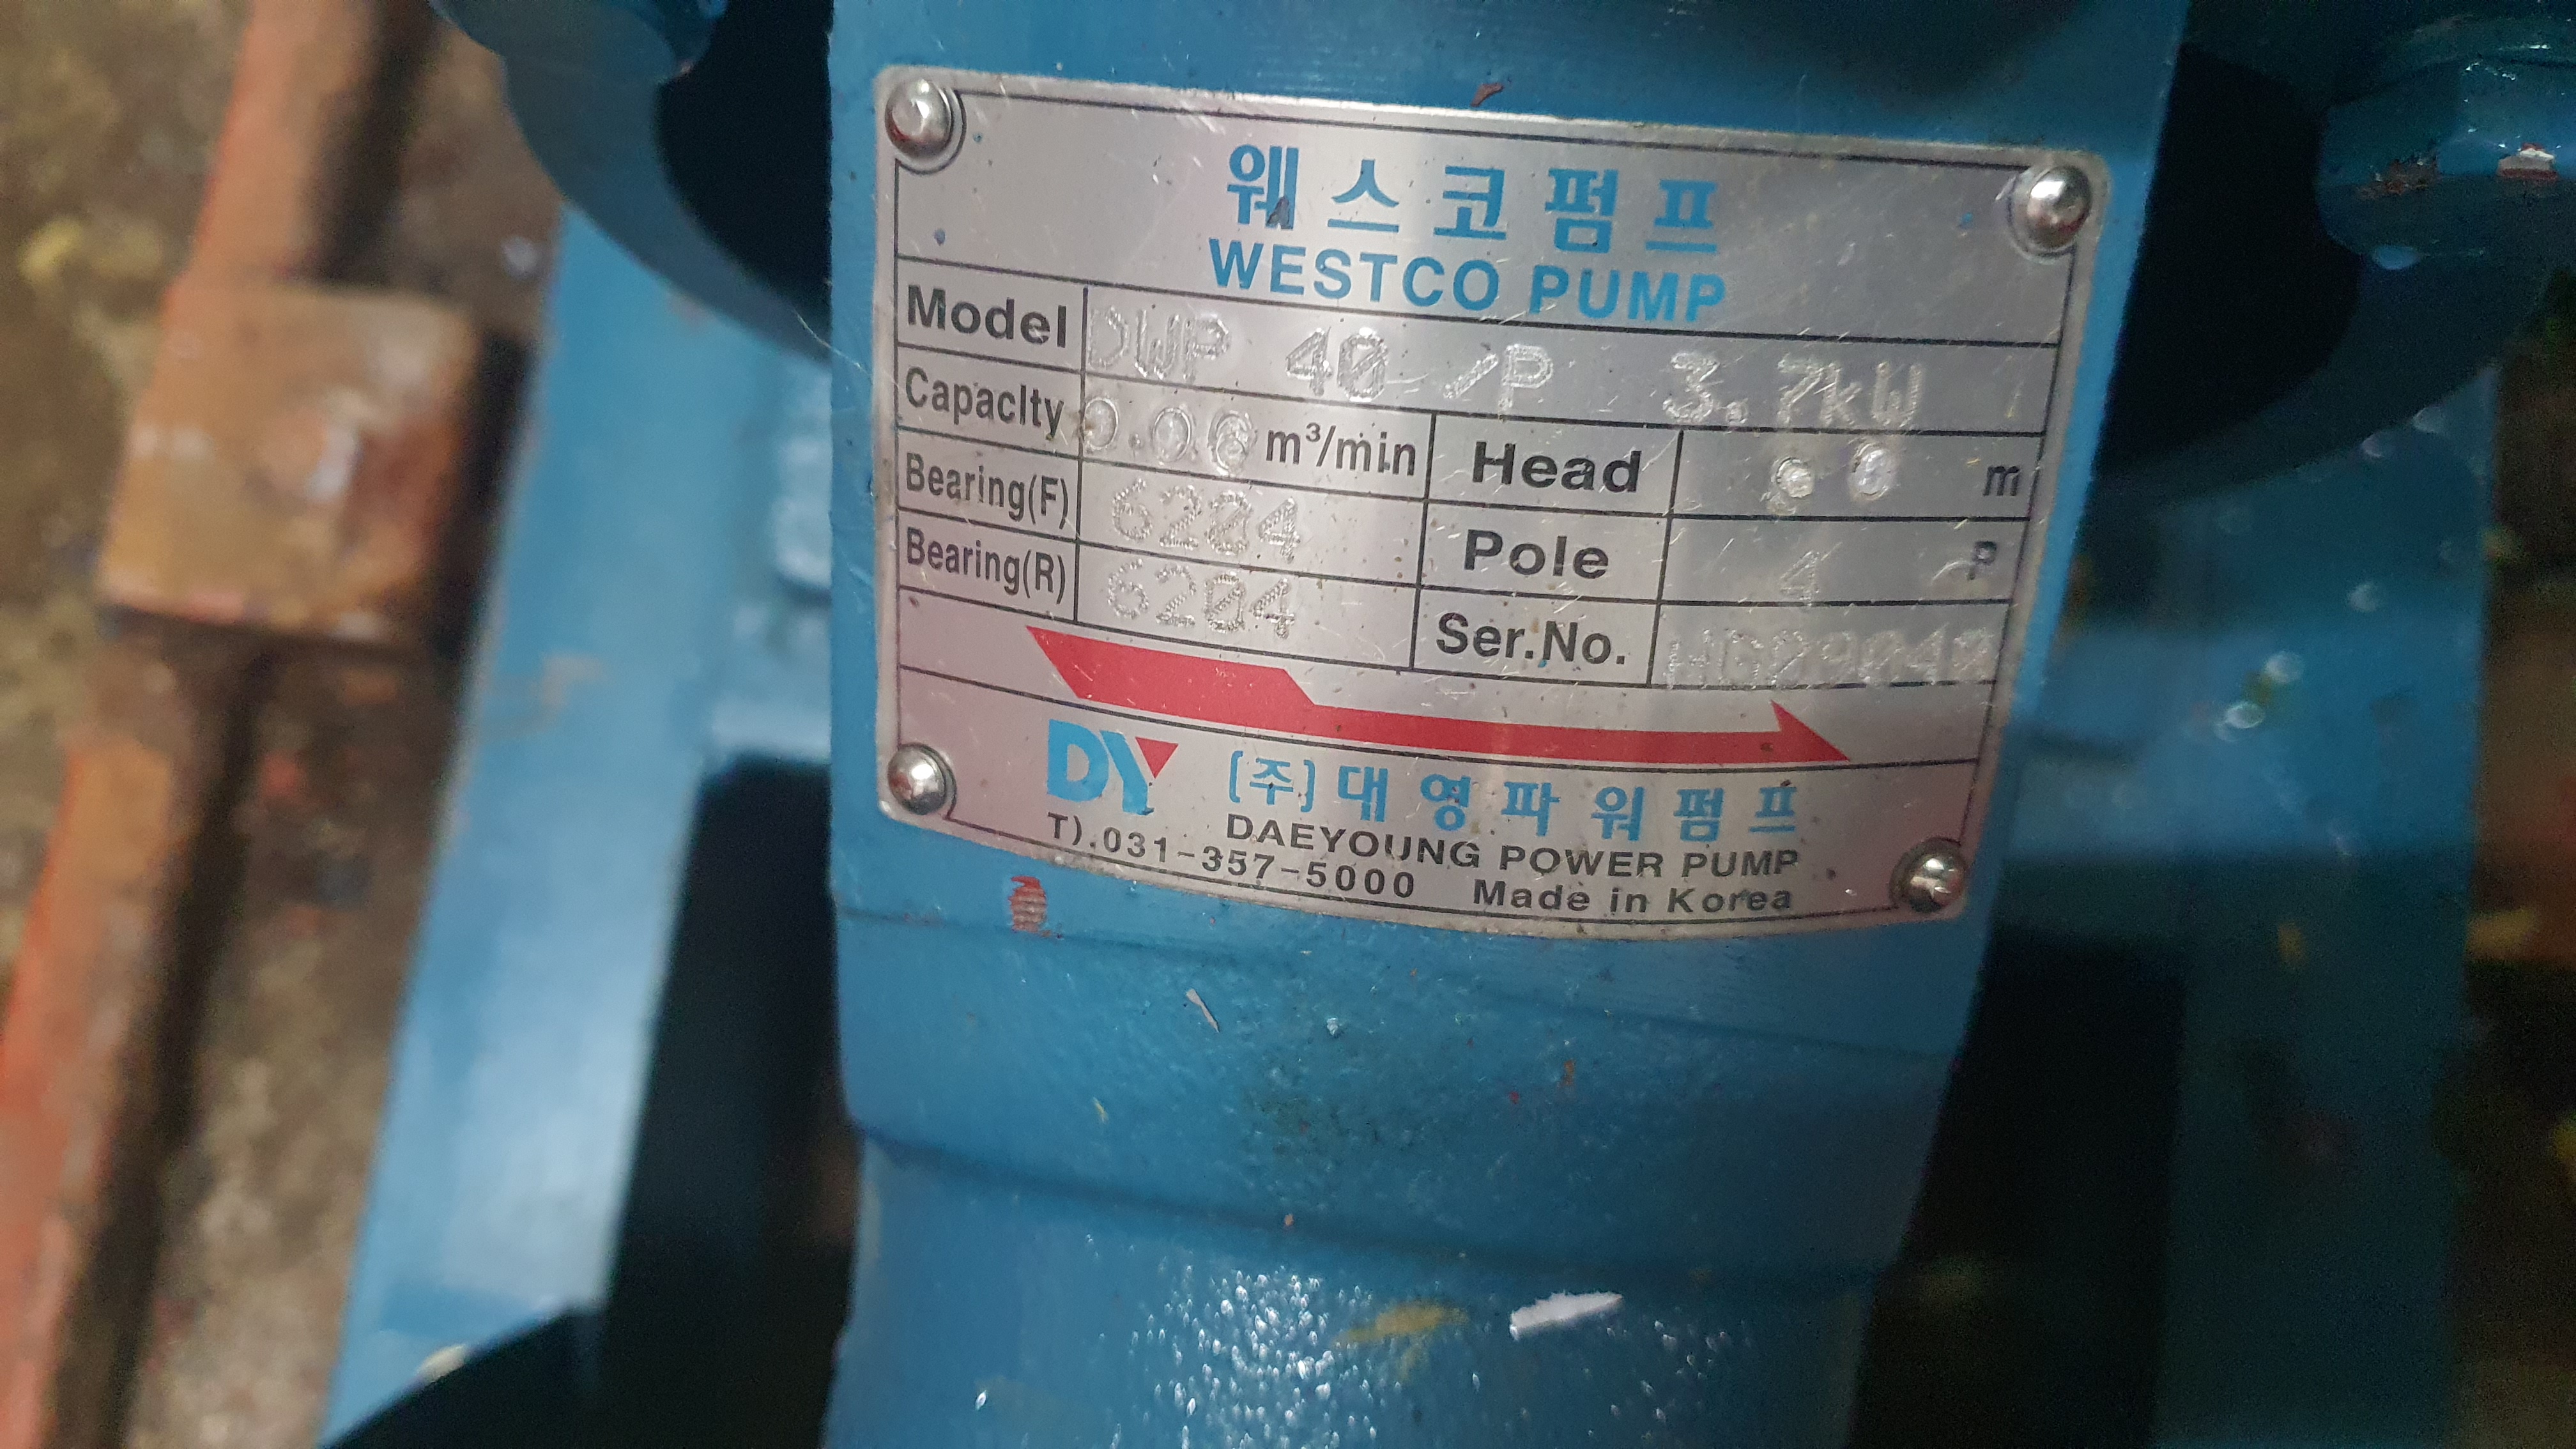 웨스코펌프
WESTCO PUMP
Model DWP 40 /P 3.7kW
Capacity m³/min Head m
Bearing(F) 6204 Pole 4 P
Bearing(R) 6204 Ser.No.
DY (주)대영파워펌프
DAEYOUNG POWER PUMP
T).031-357-5000 Made in Korea